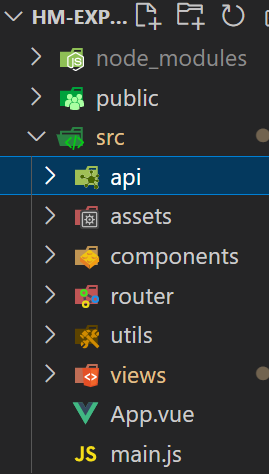 HM-EXP...
node_modules
public
src
api
assets
components
router
utils
views
App.vue
JS main.js